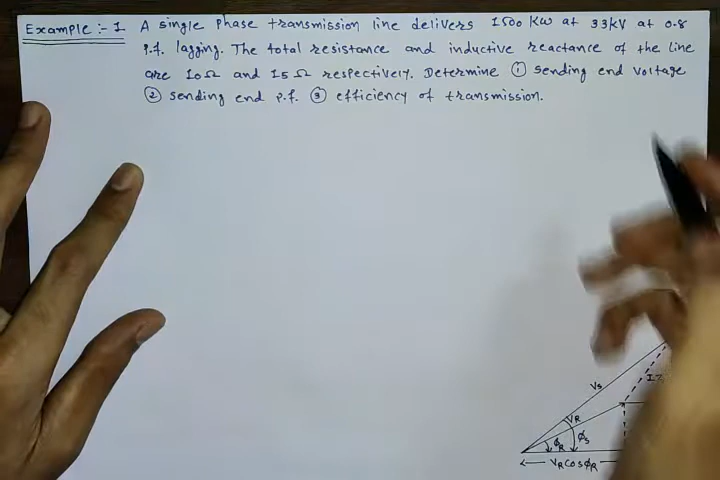 Example :- 1 A single phase transmission line delivers 1500 KW at 33kV at 0.8
P.f. lagging. The total resistance and inductive reactance of the line
are 10Ω and 15Ω respectively. Determine ① sending end voltage
② sending end P.f. ③ efficiency of transmission.
Vs
VR
ϕR
ϕs
VR cosϕR